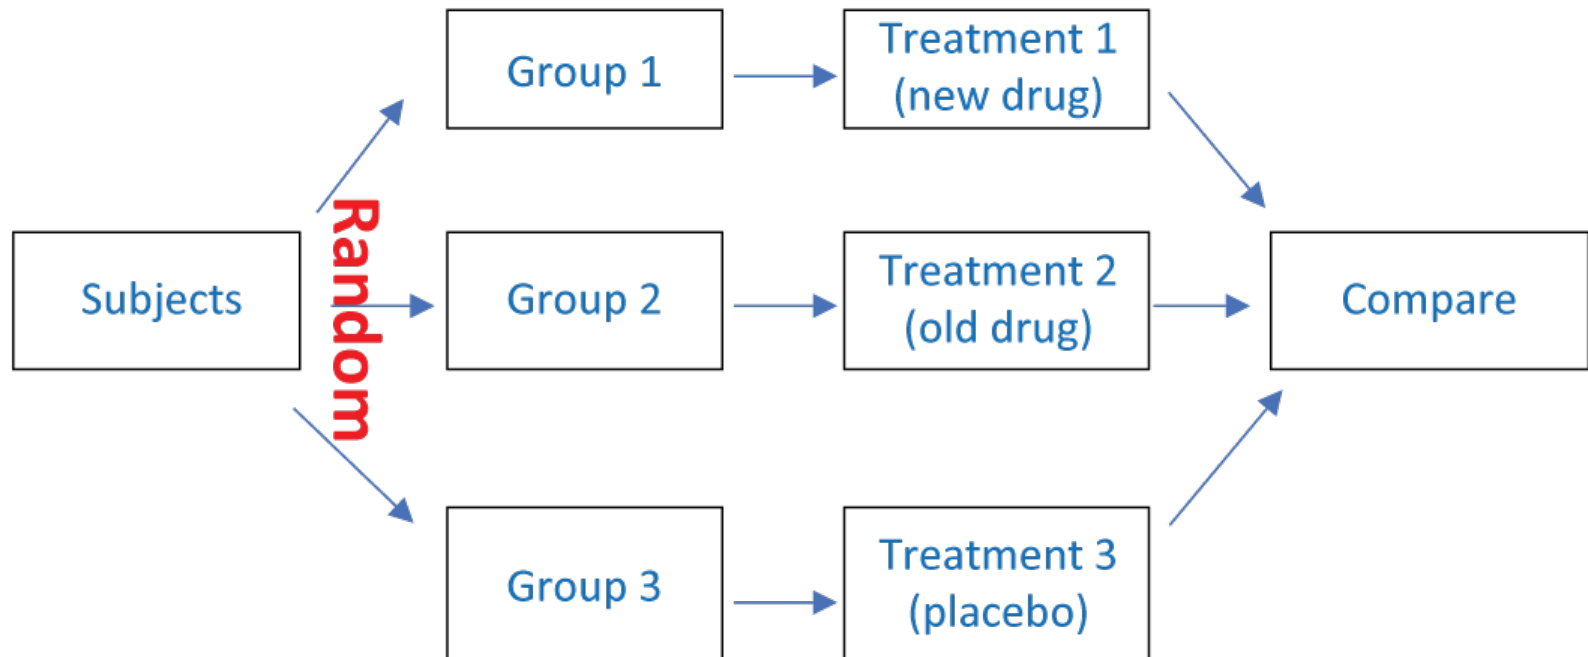 Subjects
Random
Group 1
Treatment 1
(new drug)
Group 2
Treatment 2
(old drug)
Group 3
Treatment 3
(placebo)
Compare